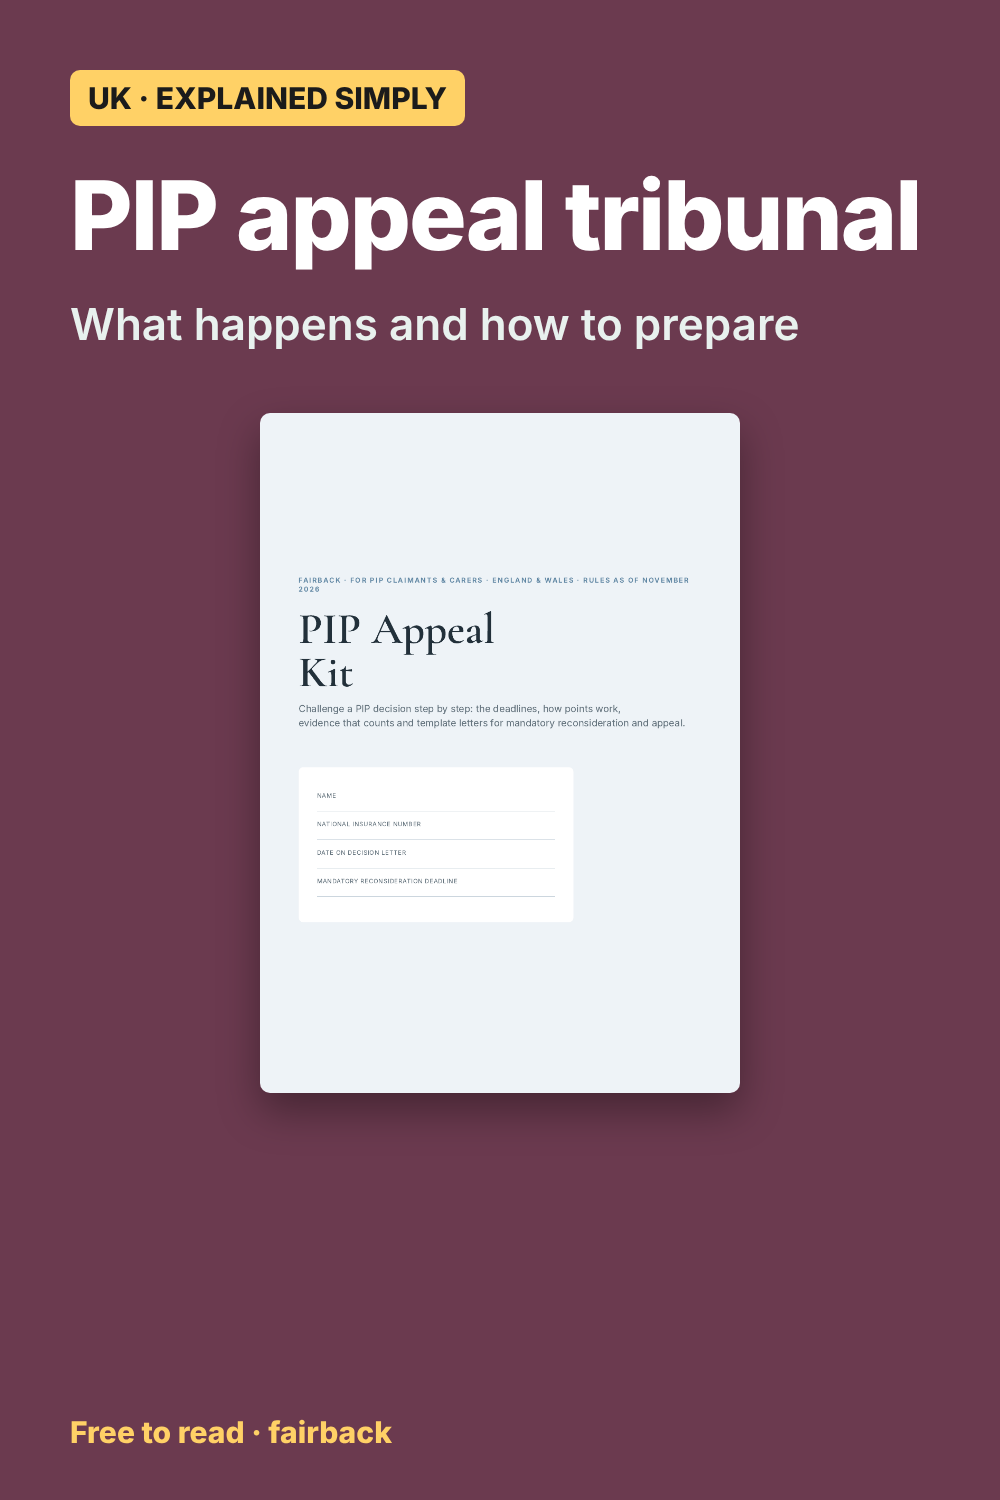 UK · EXPLAINED SIMPLY
PIP appeal tribunal
What happens and how to prepare
FAIRBACK · FOR PIP CLAIMANTS & CARERS · ENGLAND & WALES · RULES AS OF NOVEMBER
2026
PIP Appeal
Kit
Challenge a PIP decision step by step: the deadlines, how points work,
evidence that counts and template letters for mandatory reconsideration and appeal.
NAME
NATIONAL INSURANCE NUMBER
DATE ON DECISION LETTER
MANDATORY RECONSIDERATION DEADLINE
Free to read · fairback